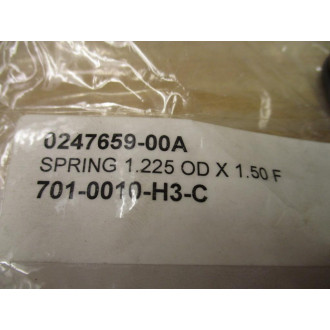 0247659-00A
SPRING 1.225 OD X 1.50 F
701-0010-H3-C